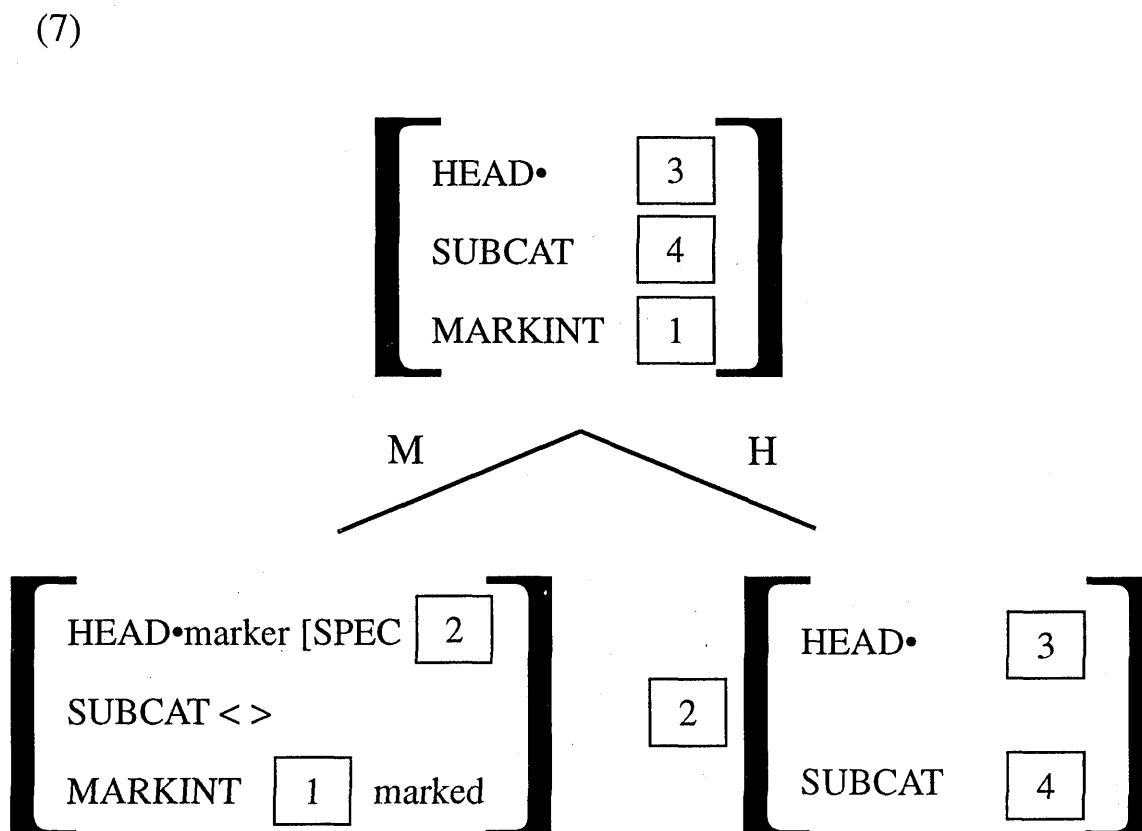 (7)
HEAD• 3
SUBCAT 4
MARKINT 1
M H
HEAD•marker [SPEC 2
SUBCAT < >
MARKINT 1 marked
2
HEAD• 3
SUBCAT 4